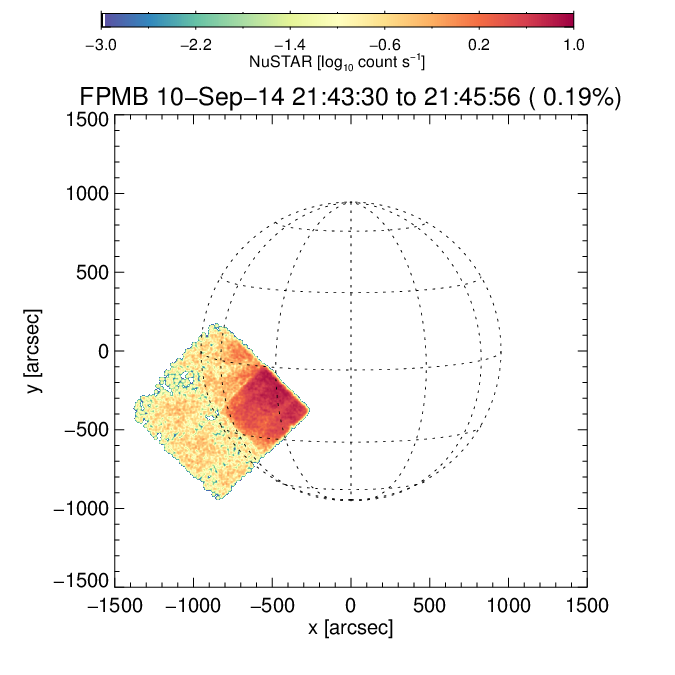 −3.0 −2.2 −1.4 −0.6 0.2 1.0
NuSTAR [log₁₀ count s⁻¹]
FPMB 10−Sep−14 21:43:30 to 21:45:56 ( 0.19%)
1500
1000
500
0
−500
−1000
−1500
y [arcsec]
−1500 −1000 −500 0 500 1000 1500
x [arcsec]